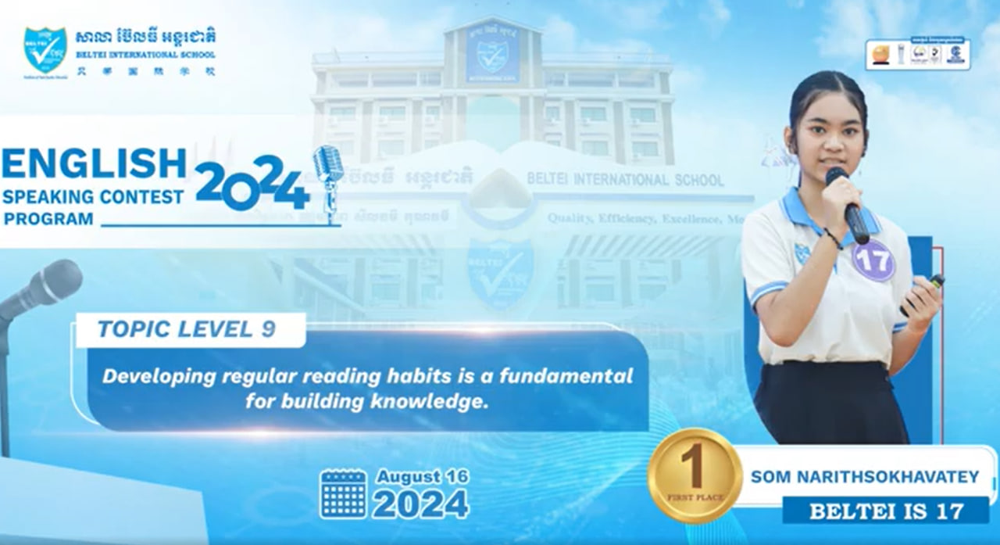 សាលា ប៊ែលធី អន្តរជាតិ
BELTEI INTERNATIONAL SCHOOL
ENGLISH
SPEAKING CONTEST
PROGRAM
2024
BELTEI INTERNATIONAL SCHOOL
Quality, Efficiency, Excellence,
BELTEI
17
TOPIC LEVEL 9
Developing regular reading habits is a fundamental
for building knowledge.
August 16
2024
1
FIRST PLACE
SOM NARITHSOKHAVATEY
BELTEI IS 17